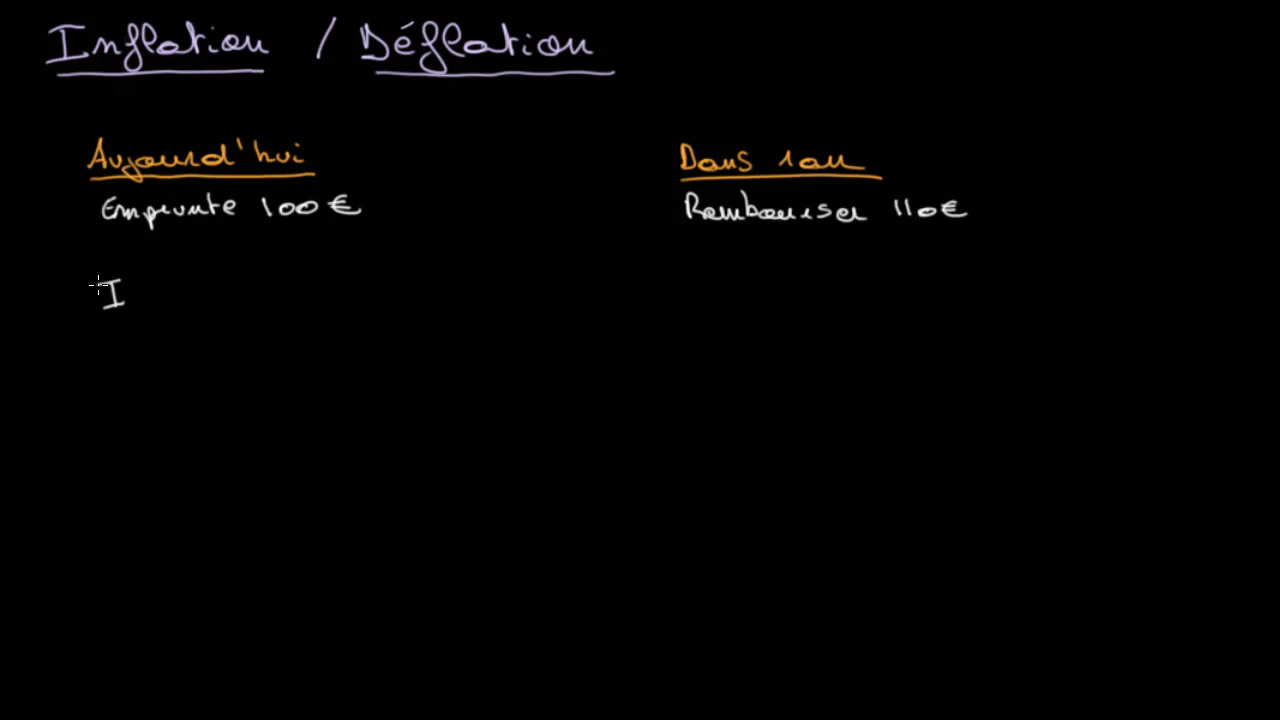 Inflation / Déflation
Aujourd'hui
Dans 1 an
Emprunte 100 €
Rembourser 110 €
I